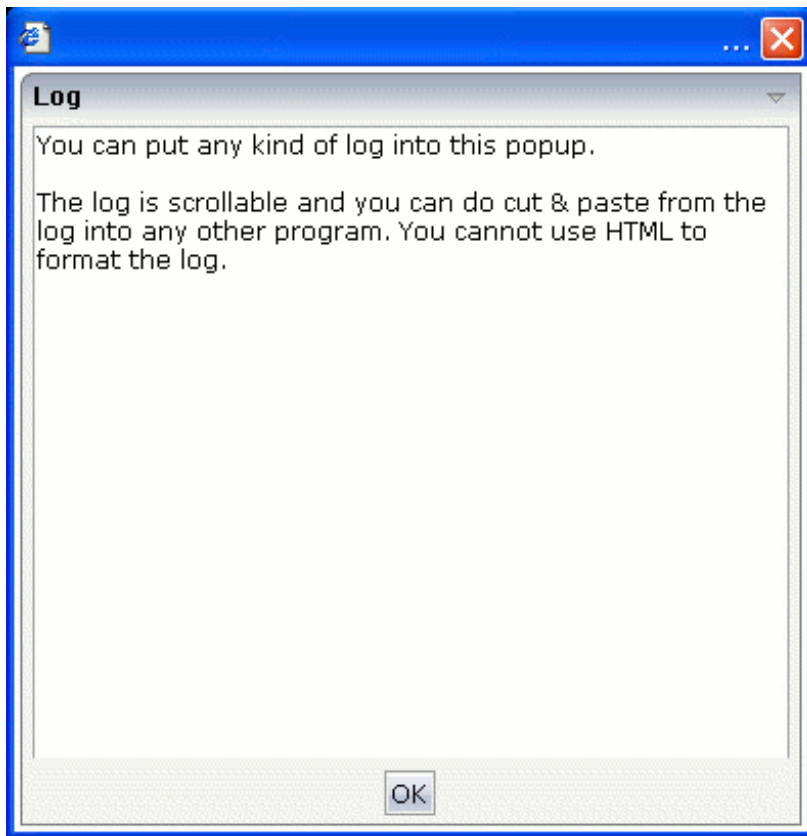 ...
Log
You can put any kind of log into this popup.
The log is scrollable and you can do cut & paste from the
log into any other program. You cannot use HTML to
format the log.
OK